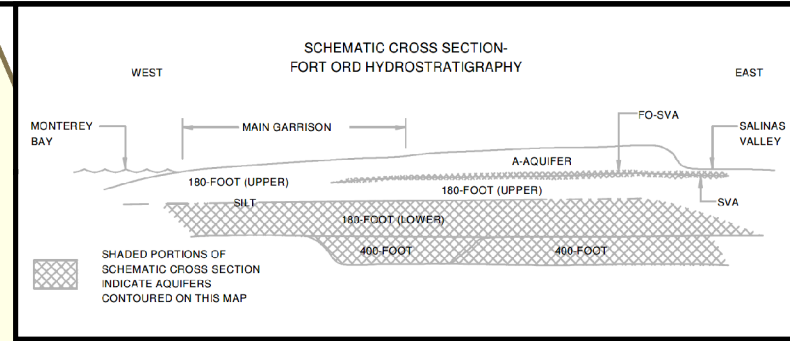 SCHEMATIC CROSS SECTION-
FORT ORD HYDROSTRATIGRAPHY
WEST
EAST
FO-SVA
MONTEREY
BAY
MAIN GARRISON
SALINAS
VALLEY
A-AQUIFER
180-FOOT (UPPER)
180-FOOT (UPPER)
SVA
SILT
180-FOOT (LOWER)
400-FOOT
400-FOOT
SHADED PORTIONS OF
SCHEMATIC CROSS SECTION
INDICATE AQUIFERS
CONTOURED ON THIS MAP